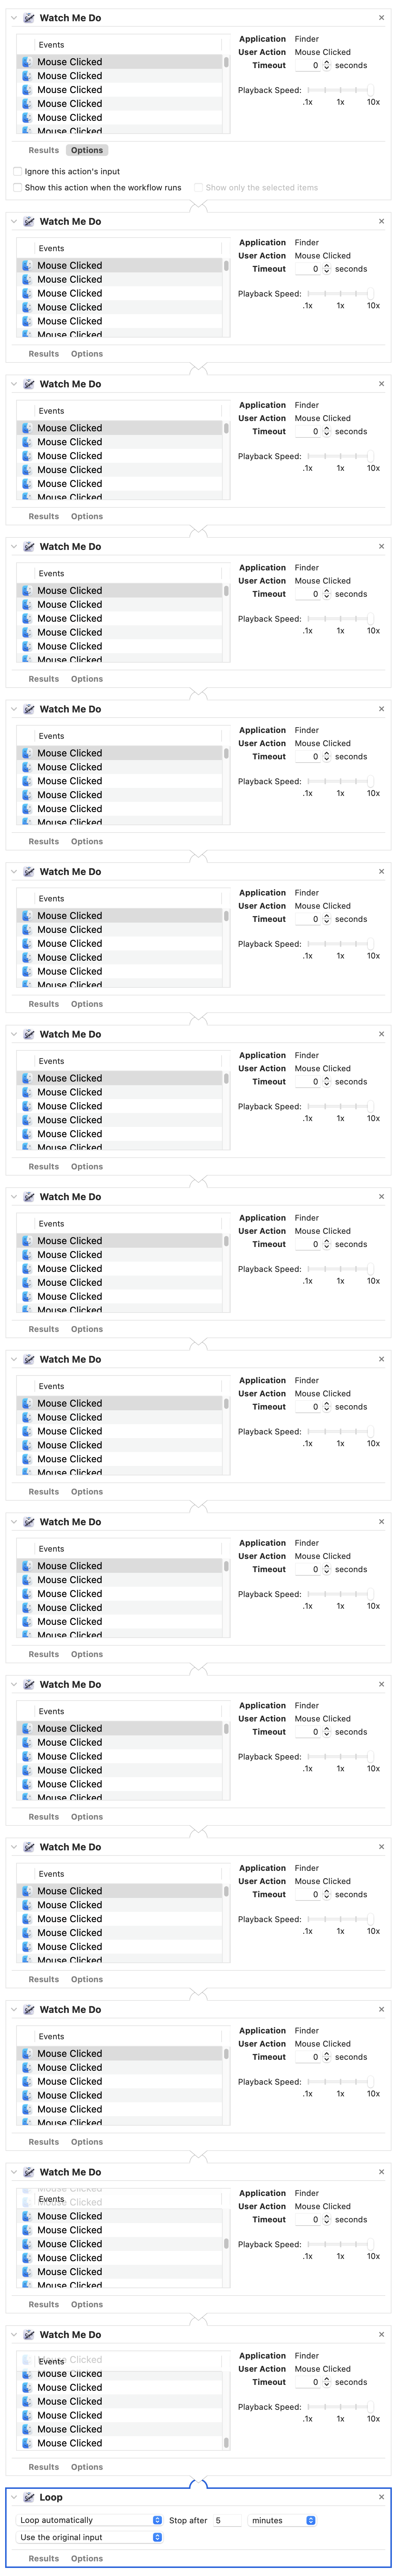 Watch Me Do
Events
Mouse Clicked
Mouse Clicked
Mouse Clicked
Mouse Clicked
Mouse Clicked
Mouse Clicked
Application Finder
User Action Mouse Clicked
Timeout 0 seconds
Playback Speed:
.1x 1x 10x
Results Options
Ignore this action's input
Show this action when the workflow runs Show only the selected items
Watch Me Do
Events
Mouse Clicked
Mouse Clicked
Mouse Clicked
Mouse Clicked
Mouse Clicked
Mouse Clicked
Application Finder
User Action Mouse Clicked
Timeout 0 seconds
Playback Speed:
.1x 1x 10x
Results Options
Watch Me Do
Events
Mouse Clicked
Mouse Clicked
Mouse Clicked
Mouse Clicked
Mouse Clicked
Mouse Clicked
Application Finder
User Action Mouse Clicked
Timeout 0 seconds
Playback Speed:
.1x 1x 10x
Results Options
Watch Me Do
Events
Mouse Clicked
Mouse Clicked
Mouse Clicked
Mouse Clicked
Mouse Clicked
Mouse Clicked
Application Finder
User Action Mouse Clicked
Timeout 0 seconds
Playback Speed:
.1x 1x 10x
Results Options
Watch Me Do
Events
Mouse Clicked
Mouse Clicked
Mouse Clicked
Mouse Clicked
Mouse Clicked
Mouse Clicked
Application Finder
User Action Mouse Clicked
Timeout 0 seconds
Playback Speed:
.1x 1x 10x
Results Options
Watch Me Do
Events
Mouse Clicked
Mouse Clicked
Mouse Clicked
Mouse Clicked
Mouse Clicked
Mouse Clicked
Application Finder
User Action Mouse Clicked
Timeout 0 seconds
Playback Speed:
.1x 1x 10x
Results Options
Watch Me Do
Events
Mouse Clicked
Mouse Clicked
Mouse Clicked
Mouse Clicked
Mouse Clicked
Mouse Clicked
Application Finder
User Action Mouse Clicked
Timeout 0 seconds
Playback Speed:
.1x 1x 10x
Results Options
Watch Me Do
Events
Mouse Clicked
Mouse Clicked
Mouse Clicked
Mouse Clicked
Mouse Clicked
Mouse Clicked
Application Finder
User Action Mouse Clicked
Timeout 0 seconds
Playback Speed:
.1x 1x 10x
Results Options
Watch Me Do
Events
Mouse Clicked
Mouse Clicked
Mouse Clicked
Mouse Clicked
Mouse Clicked
Mouse Clicked
Application Finder
User Action Mouse Clicked
Timeout 0 seconds
Playback Speed:
.1x 1x 10x
Results Options
Watch Me Do
Events
Mouse Clicked
Mouse Clicked
Mouse Clicked
Mouse Clicked
Mouse Clicked
Mouse Clicked
Application Finder
User Action Mouse Clicked
Timeout 0 seconds
Playback Speed:
.1x 1x 10x
Results Options
Watch Me Do
Events
Mouse Clicked
Mouse Clicked
Mouse Clicked
Mouse Clicked
Mouse Clicked
Mouse Clicked
Application Finder
User Action Mouse Clicked
Timeout 0 seconds
Playback Speed:
.1x 1x 10x
Results Options
Watch Me Do
Events
Mouse Clicked
Mouse Clicked
Mouse Clicked
Mouse Clicked
Mouse Clicked
Mouse Clicked
Application Finder
User Action Mouse Clicked
Timeout 0 seconds
Playback Speed:
.1x 1x 10x
Results Options
Watch Me Do
Events
Mouse Clicked
Mouse Clicked
Mouse Clicked
Mouse Clicked
Mouse Clicked
Mouse Clicked
Application Finder
User Action Mouse Clicked
Timeout 0 seconds
Playback Speed:
.1x 1x 10x
Results Options
Watch Me Do
Mouse Clicked
Events
Mouse Clicked
Mouse Clicked
Mouse Clicked
Mouse Clicked
Mouse Clicked
Mouse Clicked
Mouse Clicked
Application Finder
User Action Mouse Clicked
Timeout 0 seconds
Playback Speed:
.1x 1x 10x
Results Options
Watch Me Do
Mouse Clicked
Events
Mouse Clicked
Mouse Clicked
Mouse Clicked
Mouse Clicked
Mouse Clicked
Mouse Clicked
Application Finder
User Action Mouse Clicked
Timeout 0 seconds
Playback Speed:
.1x 1x 10x
Results Options
Loop
Loop automatically Stop after 5 minutes
Use the original input
Results Options